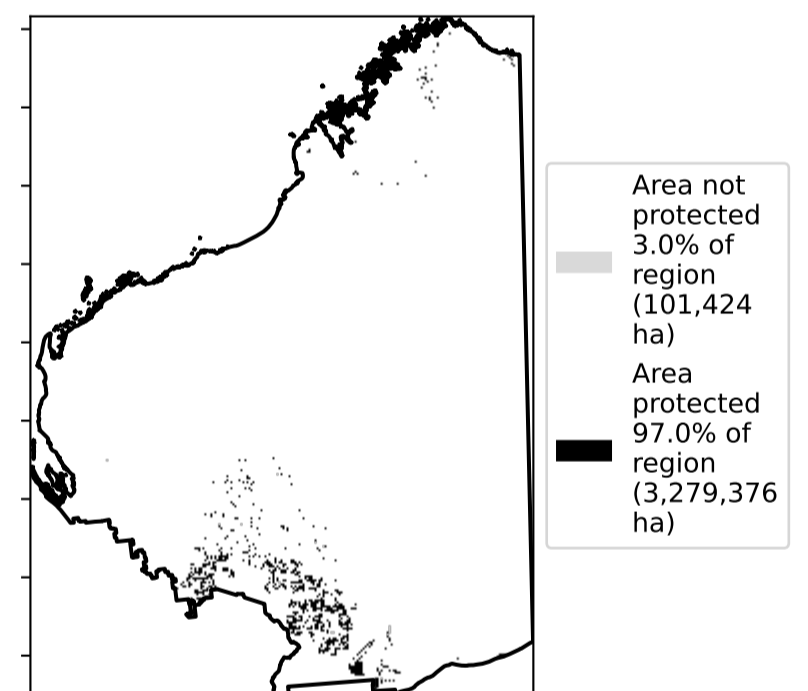 Area not
protected
3.0% of
region
(101,424
ha)
Area
protected
97.0% of
region
(3,279,376
ha)